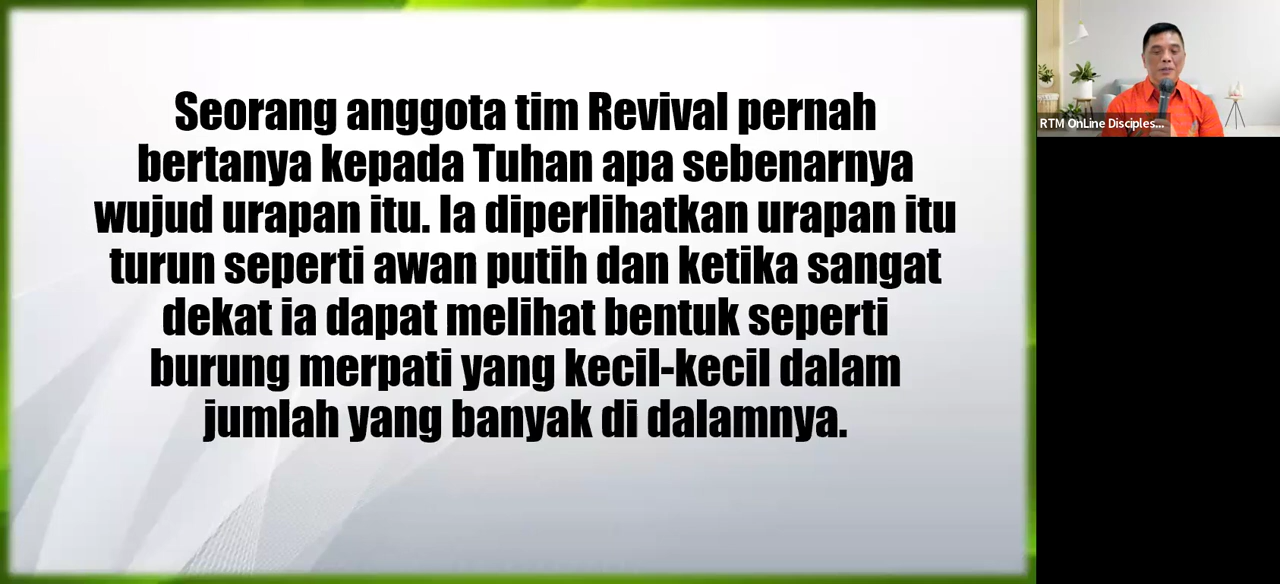 Seorang anggota tim Revival pernah
bertanya kepada Tuhan apa sebenarnya
wujud urapan itu. Ia diperlihatkan urapan itu
turun seperti awan putih dan ketika sangat
dekat ia dapat melihat bentuk seperti
burung merpati yang kecil-kecil dalam
jumlah yang banyak di dalamnya.
RTM OnLine Disciples...